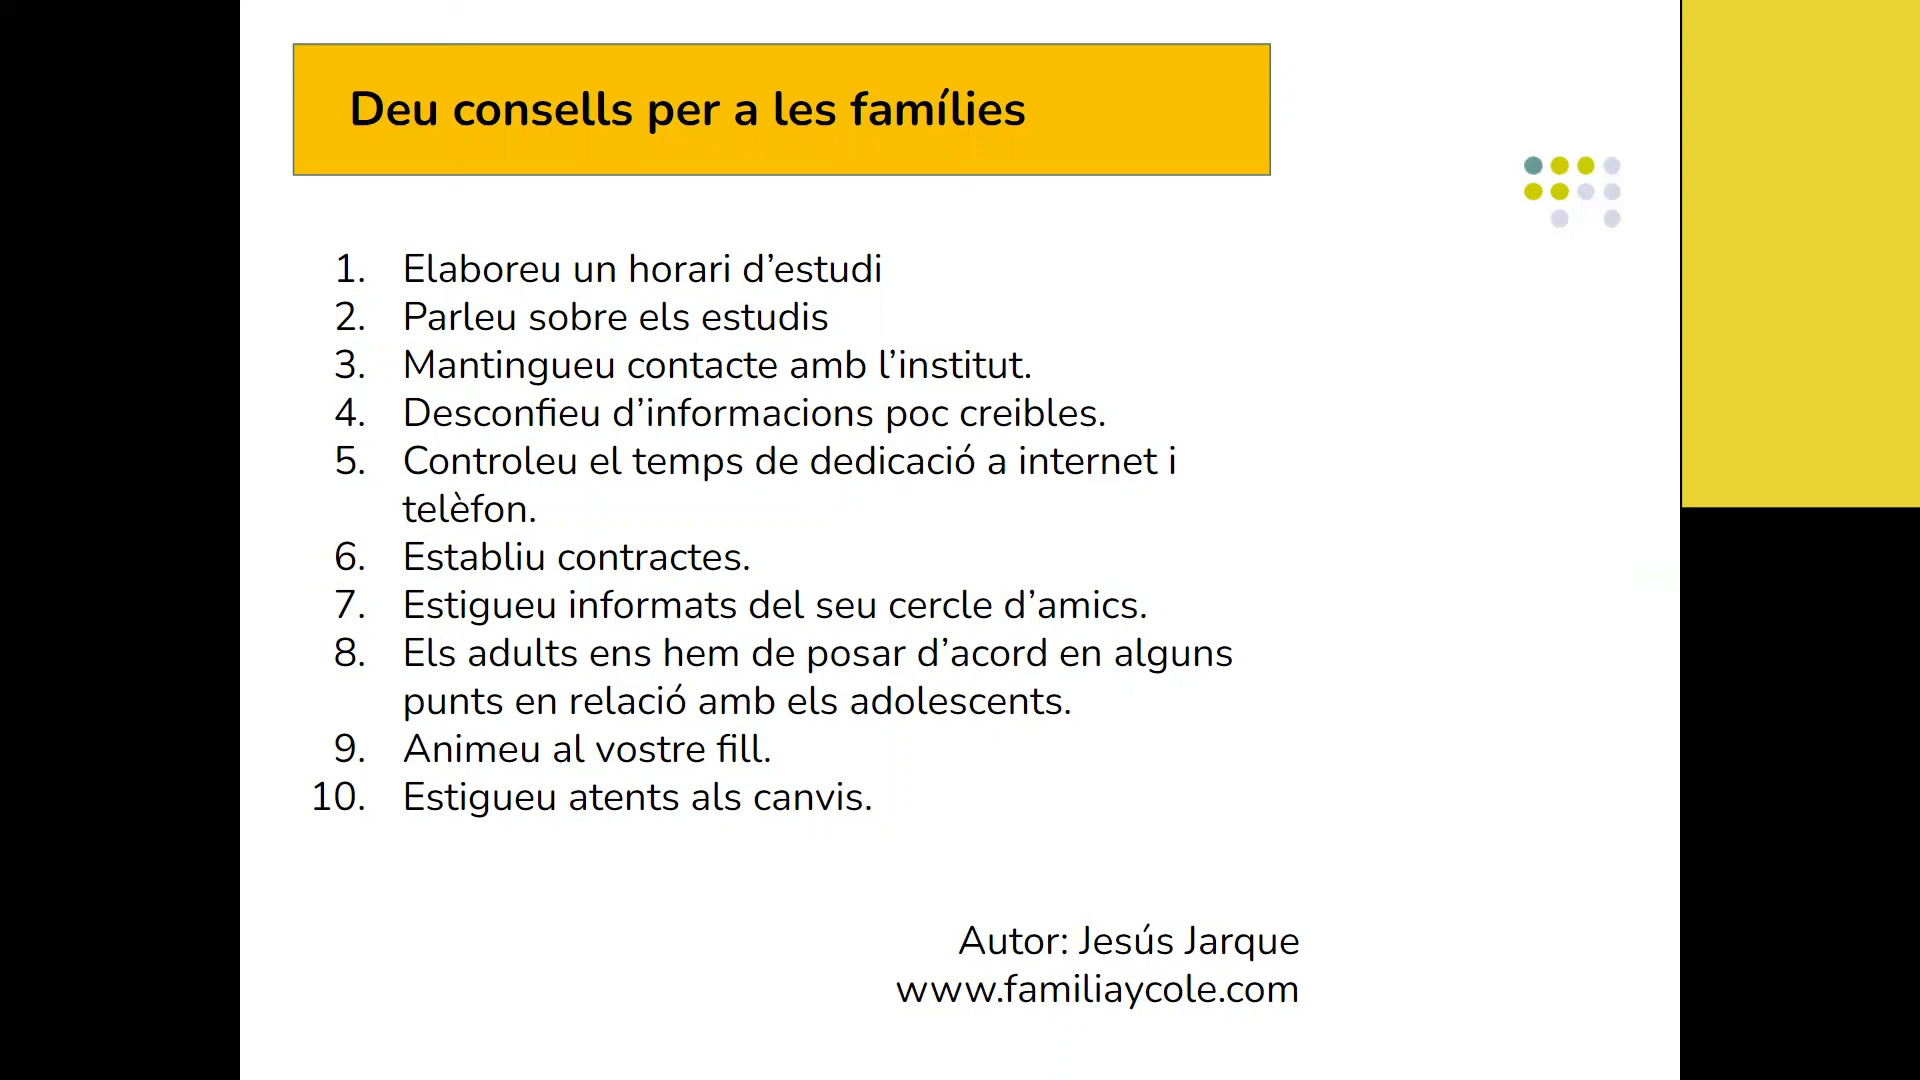 Deu consells per a les famílies
1. Elaboreu un horari d’estudi
2. Parleu sobre els estudis
3. Mantingueu contacte amb l’institut.
4. Desconfieu d’informacions poc creibles.
5. Controleu el temps de dedicació a internet i
telèfon.
6. Establiu contractes.
7. Estigueu informats del seu cercle d’amics.
8. Els adults ens hem de posar d’acord en alguns
punts en relació amb els adolescents.
9. Animeu al vostre fill.
10. Estigueu atents als canvis.
Autor: Jesús Jarque
www.familiaycole.com